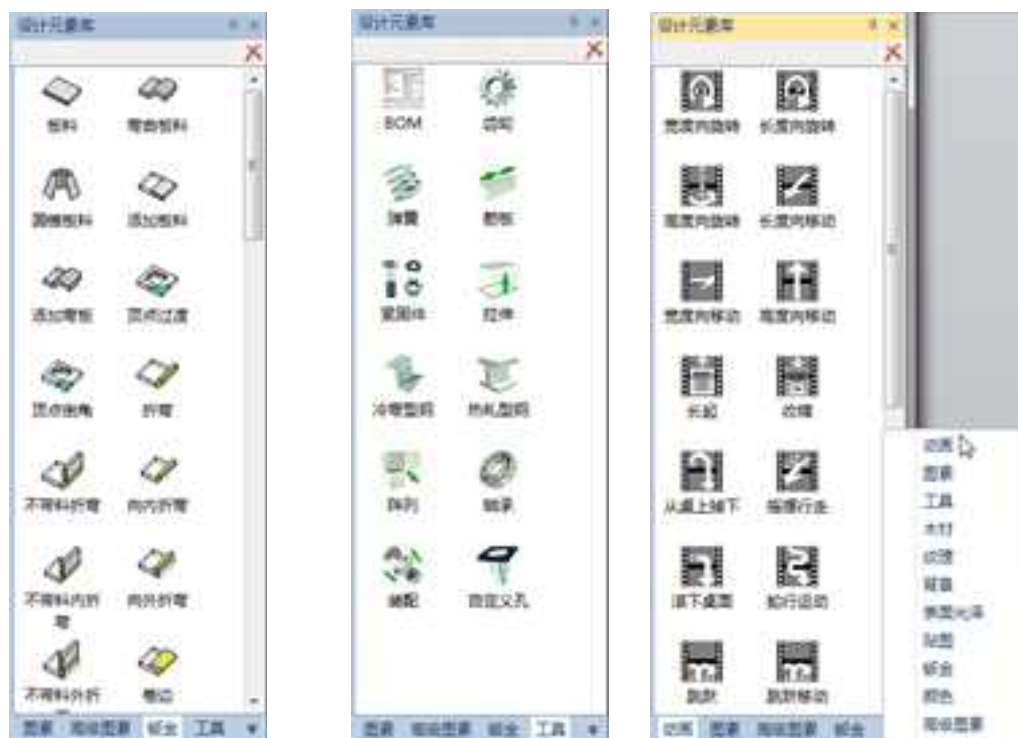 设计元素库
板料 弯曲板料
圆锥板料 添加板料
添加弯板 顶点过渡
顶点倒角 折弯
不带料折弯 向内折弯
不带料内折弯 向外折弯
不带料外折 卷边
图素 高级图素 钣金 工具
设计元素库
BOM 齿轮
弹簧 筋板
紧固件 拉伸
冷弯型钢 热轧型钢
阵列 轴承
装配 自定义孔
图素 高级图素 钣金 工具
设计元素库
宽度向旋转 长度向旋转
高度向旋转 长度向移动
宽度向移动 高度向移动
长起 收缩
从桌上掉下 摇摆行走
滚下桌面 蛇行运动
跳跃 跳跃移动
动画 图素 高级图素 钣金
动画
图素
工具
木材
纹理
背景
表面光泽
贴图
钣金
颜色
高级图素